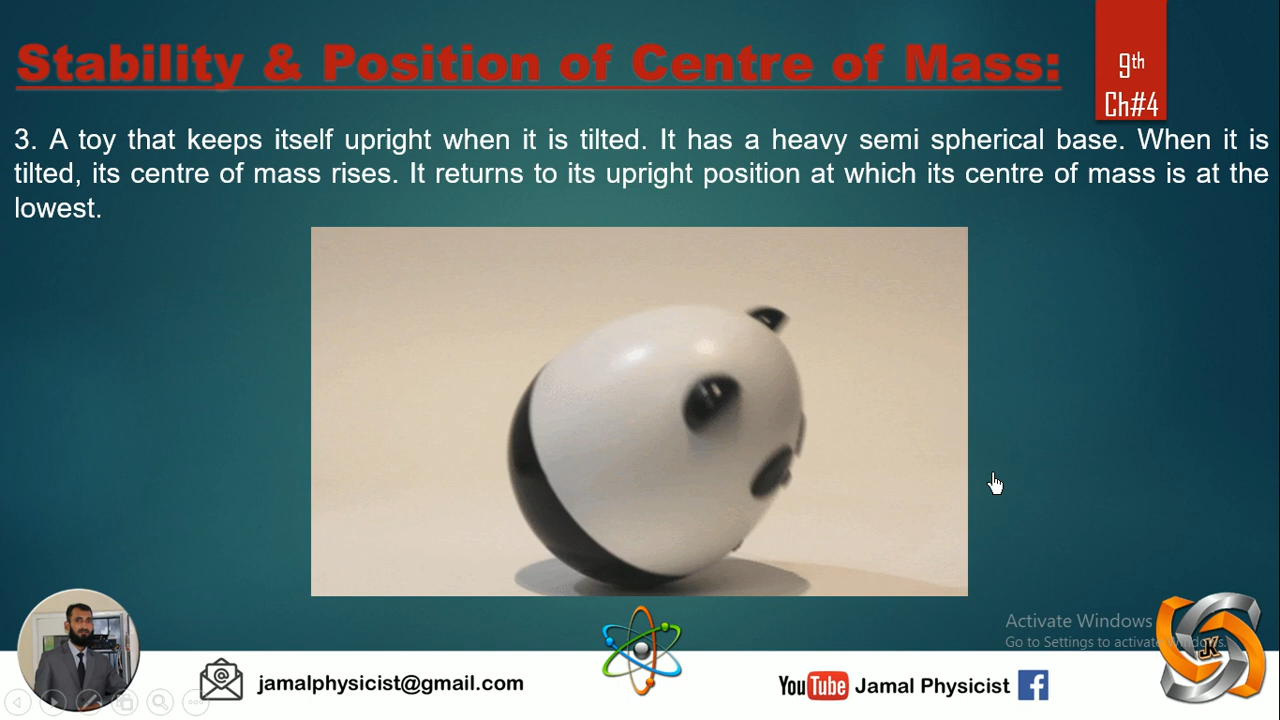 Stability & Position of Centre of Mass:
9th
Ch#4
3. A toy that keeps itself upright when it is tilted. It has a heavy semi spherical base. When it is
tilted, its centre of mass rises. It returns to its upright position at which its centre of mass is at the
lowest.
Activate Windows
Go to Settings to activate Windows.
JK
jamalphysicist@gmail.com
YouTube Jamal Physicist f